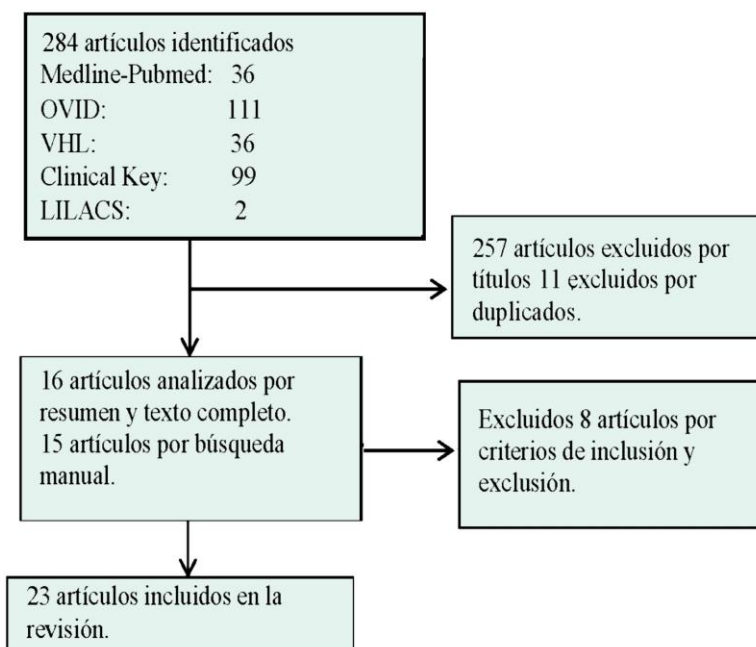 284 artículos identificados
Medline-Pubmed: 36
OVID: 111
VHL: 36
Clinical Key: 99
LILACS: 2
257 artículos excluidos por
títulos 11 excluidos por
duplicados.
16 artículos analizados por
resumen y texto completo.
15 artículos por búsqueda
manual.
Excluidos 8 artículos por
criterios de inclusión y
exclusión.
23 artículos incluidos en la
revisión.